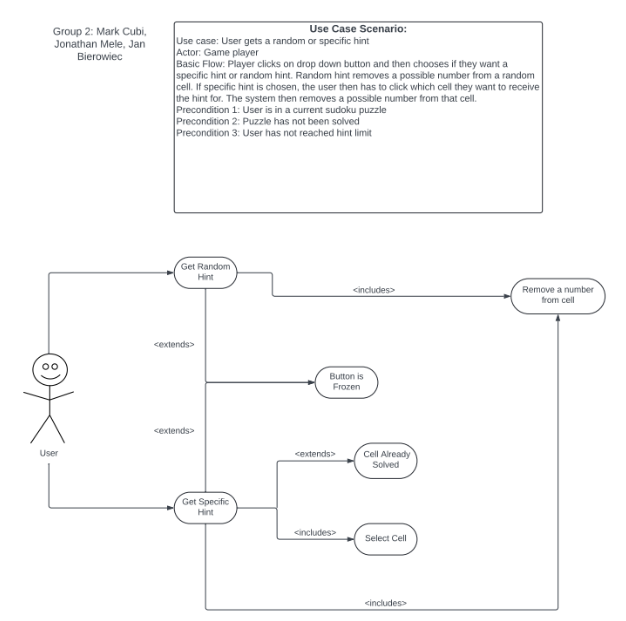 Group 2: Mark Cubi,
Jonathan Mele, Jan
Bierowiec
Use Case Scenario:
Use case: User gets a random or specific hint
Actor: Game player
Basic Flow: Player clicks on drop down button and then chooses if they want a
specific hint or random hint. Random hint removes a possible number from a random
cell. If specific hint is chosen, the user then has to click which cell they want to receive
the hint for. The system then removes a possible number from that cell.
Precondition 1: User is in a current sudoku puzzle
Precondition 2: Puzzle has not been solved
Precondition 3: User has not reached hint limit
Get Random
Hint
<includes>
Remove a number
from cell
<extends>
Button is
Frozen
<extends>
User
<extends>
Cell Already
Solved
Get Specific
Hint
<includes>
Select Cell
<includes>